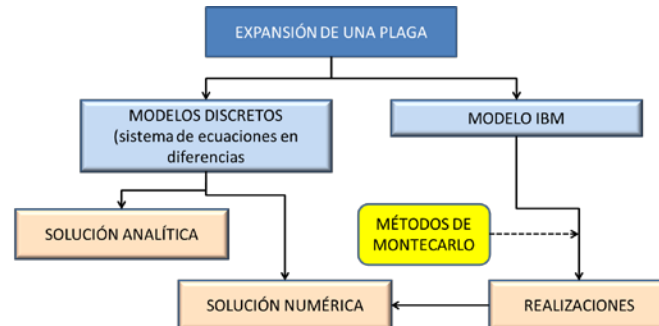 EXPANSIÓN DE UNA PLAGA
MODELOS DISCRETOS
(sistema de ecuaciones en
diferencias
MODELO IBM
SOLUCIÓN ANALÍTICA
MÉTODOS DE
MONTECARLO
SOLUCIÓN NUMÉRICA
REALIZACIONES